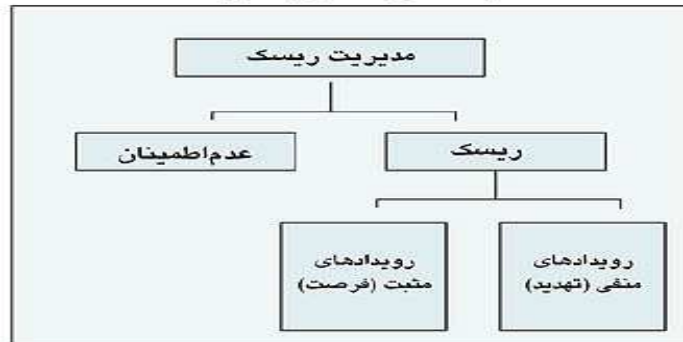 مدیریت ریسک
ریسک
عدم‌اطمینان
رویدادهای
منفی (تهدید)
رویدادهای
مثبت (فرصت)